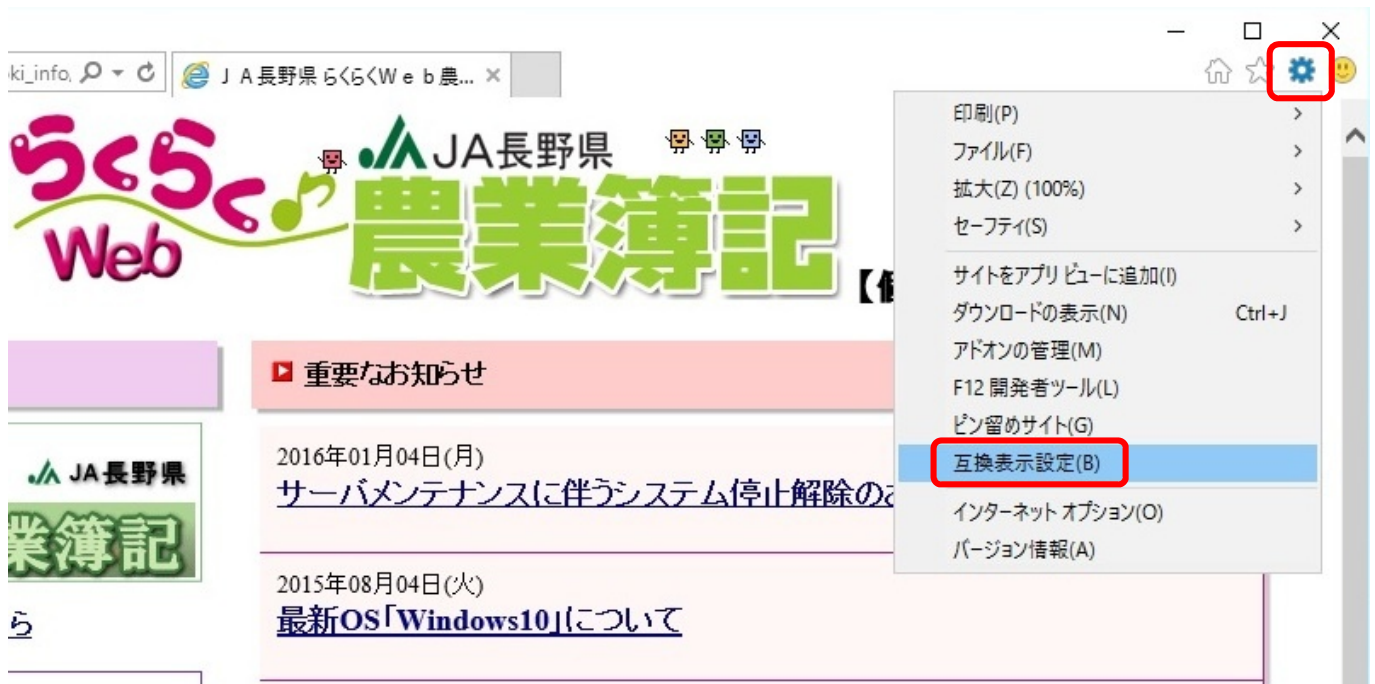 ki_info,
JA長野県 らくらくWeb農...
らくらく
Web
JA長野県
農業簿記
【個
印刷(P)
ファイル(F)
拡大(Z) (100%)
セーフティ(S)
サイトをアプリ ビューに追加(I)
ダウンロードの表示(N) Ctrl+J
アドオンの管理(M)
F12 開発者ツール(L)
ピン留めサイト(G)
互換表示設定(B)
インターネット オプション(O)
バージョン情報(A)
重要なお知らせ
JA長野県
業簿記
ら
2016年01月04日(月)
サーバメンテナンスに伴うシステム停止解除のお
2015年08月04日(火)
最新OS「Windows10」について